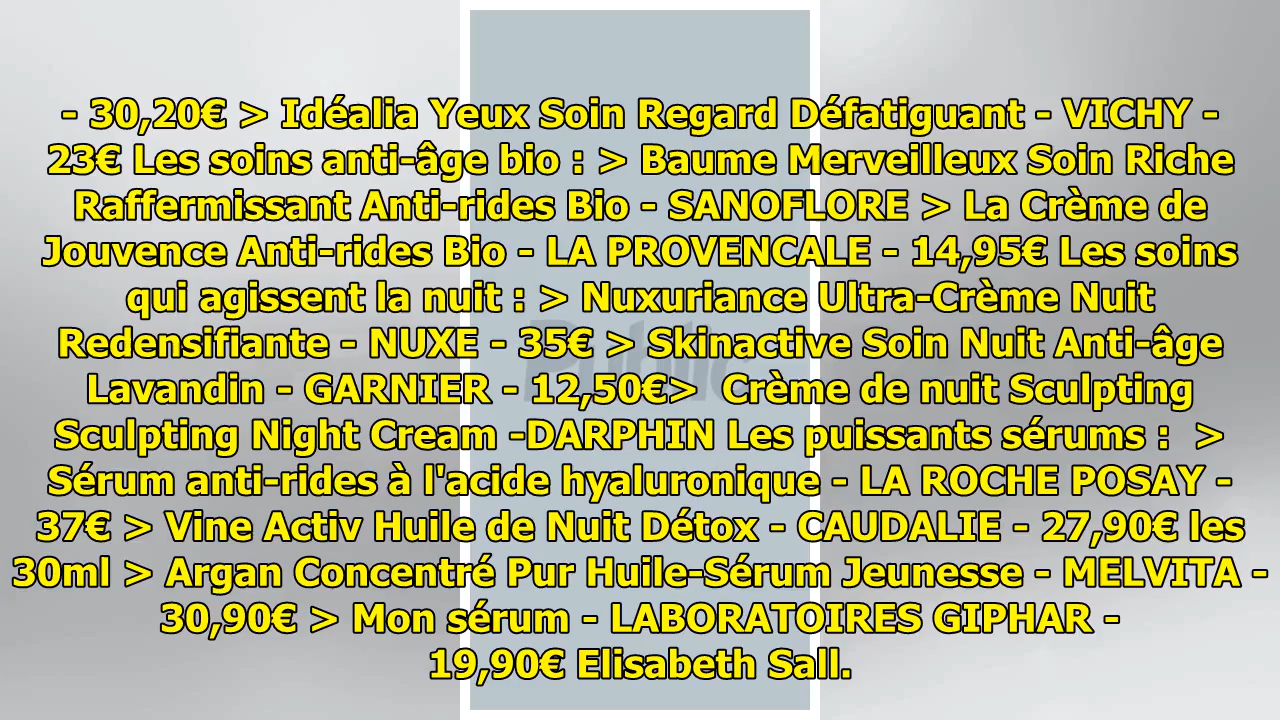 - 30,20€ > Idéalia Yeux Soin Regard Défatiguant - VICHY -
23€ Les soins anti-âge bio : > Baume Merveilleux Soin Riche
Raffermissant Anti-rides Bio - SANOFLORE > La Crème de
Jouvence Anti-rides Bio - LA PROVENCALE - 14,95€ Les soins
qui agissent la nuit : > Nuxuriance Ultra-Crème Nuit
Redensifiante - NUXE - 35€ > Skinactive Soin Nuit Anti-âge
Lavandin - GARNIER - 12,50€>  Crème de nuit Sculpting
Sculpting Night Cream -DARPHIN Les puissants sérums :  >
Sérum anti-rides à l'acide hyaluronique - LA ROCHE POSAY -
37€ > Vine Activ Huile de Nuit Détox - CAUDALIE - 27,90€ les
30ml > Argan Concentré Pur Huile-Sérum Jeunesse - MELVITA -
30,90€ > Mon sérum - LABORATOIRES GIPHAR -
19,90€ Elisabeth Sall.